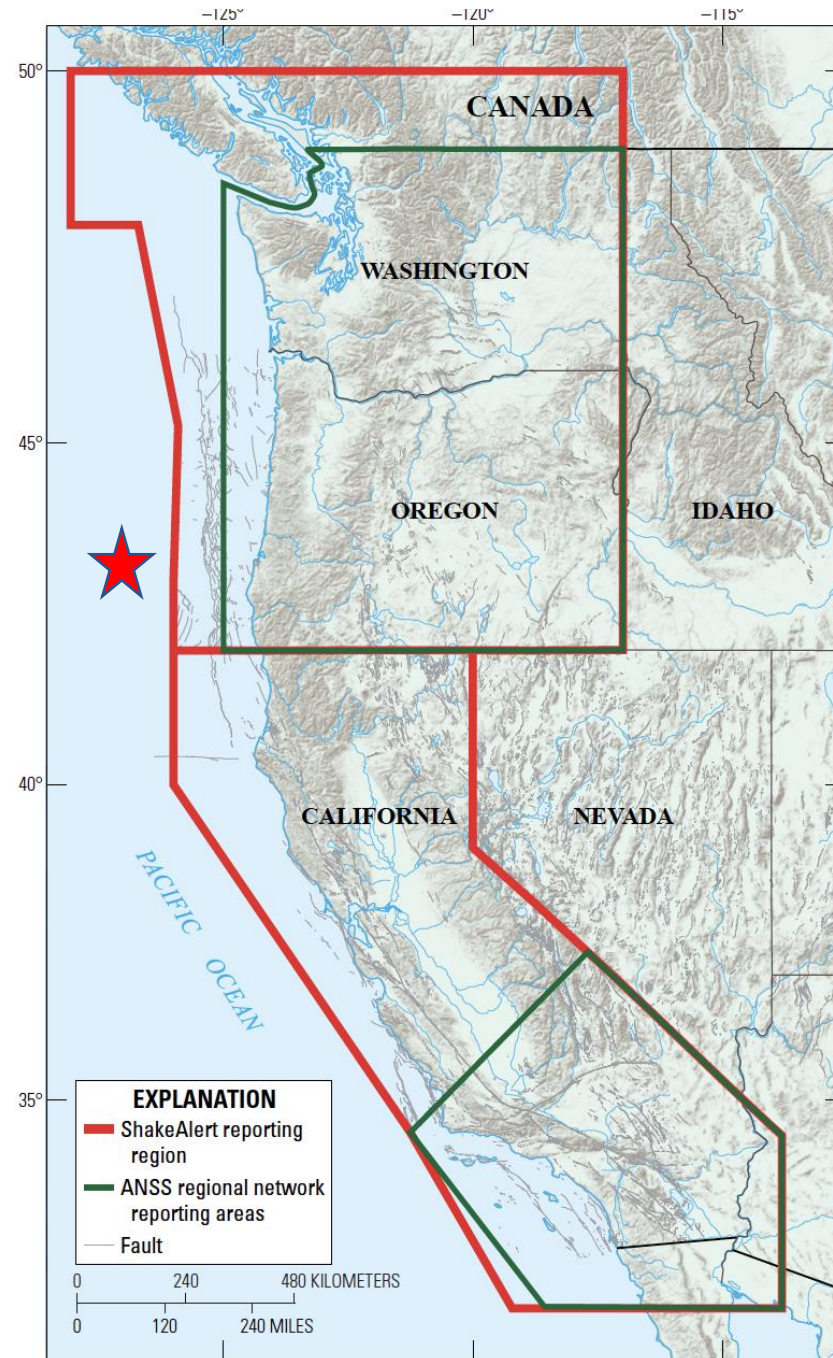 −125° −120° −115°
50°
CANADA
WASHINGTON
45°
OREGON
IDAHO
40°
CALIFORNIA
NEVADA
PACIFIC OCEAN
35°
EXPLANATION
ShakeAlert reporting
region
ANSS regional network
reporting areas
Fault
0 240 480 KILOMETERS
0 120 240 MILES